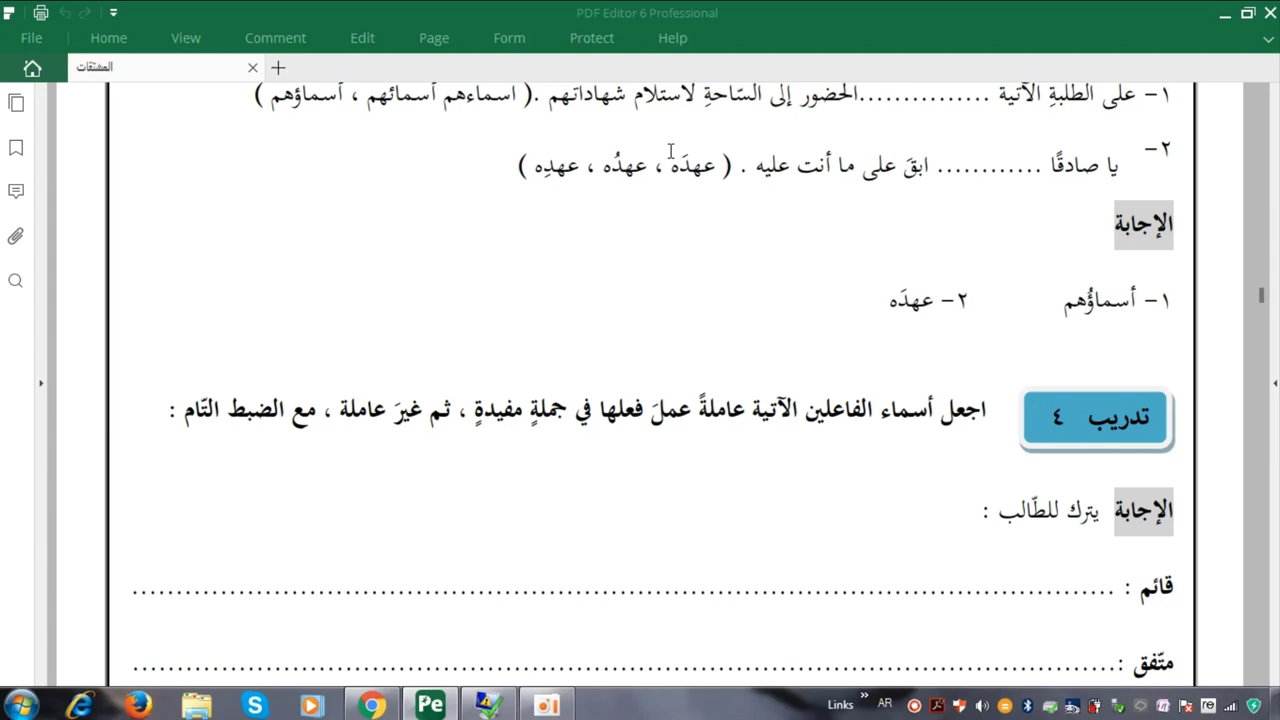 PDF Editor 6 Professional
File Home View Comment Edit Page Form Protect Help
المشتقات
١- على الطلبةِ الآتية ...............الحضور إلى السّاحةِ لاستلام شهاداتهم .( اسماءهم أسمائهم ، أسماؤهم )
٢-
يا صادقًا ............ ابقَ على ما أنت عليه . ( عهدَه ، عهدُه ، عهدِه )
الإجابة
١- أسماؤُهم ٢- عهدَه
تدريب ٤ اجعل أسماء الفاعلين الآتية عاملةً عملَ فعلها في جملةٍ مفيدةٍ ، ثم غيرَ عاملة ، مع الضبط التّام :
الإجابة يترك للطّالب :
قائم : ........................................................................................................
متّفق :........................................................................................................
Links » AR